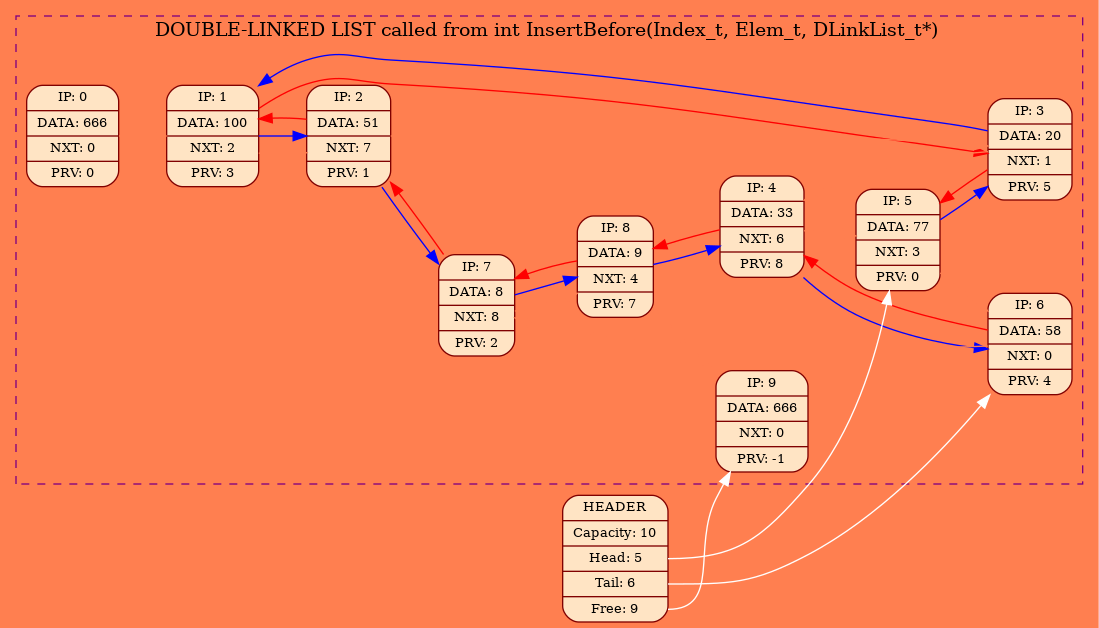 DOUBLE-LINKED LIST called from int InsertBefore(Index_t, Elem_t, DLinkList_t*)
IP: 0
DATA: 666
NXT: 0
PRV: 0
IP: 1
DATA: 100
NXT: 2
PRV: 3
IP: 2
DATA: 51
NXT: 7
PRV: 1
IP: 3
DATA: 20
NXT: 1
PRV: 5
IP: 4
DATA: 33
NXT: 6
PRV: 8
IP: 5
DATA: 77
NXT: 3
PRV: 0
IP: 8
DATA: 9
NXT: 4
PRV: 7
IP: 7
DATA: 8
NXT: 8
PRV: 2
IP: 6
DATA: 58
NXT: 0
PRV: 4
IP: 9
DATA: 666
NXT: 0
PRV: -1
HEADER
Capacity: 10
Head: 5
Tail: 6
Free: 9